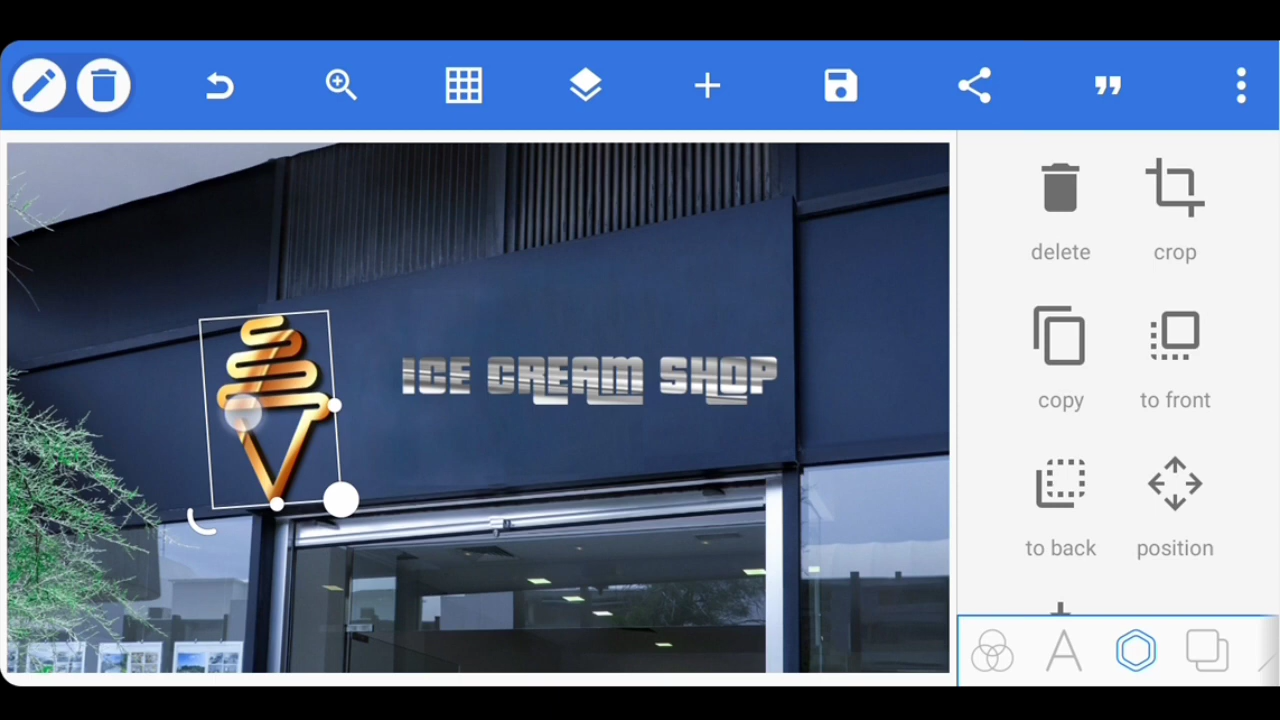 ICE CREAM SHOP
delete
crop
copy
to front
to back
position